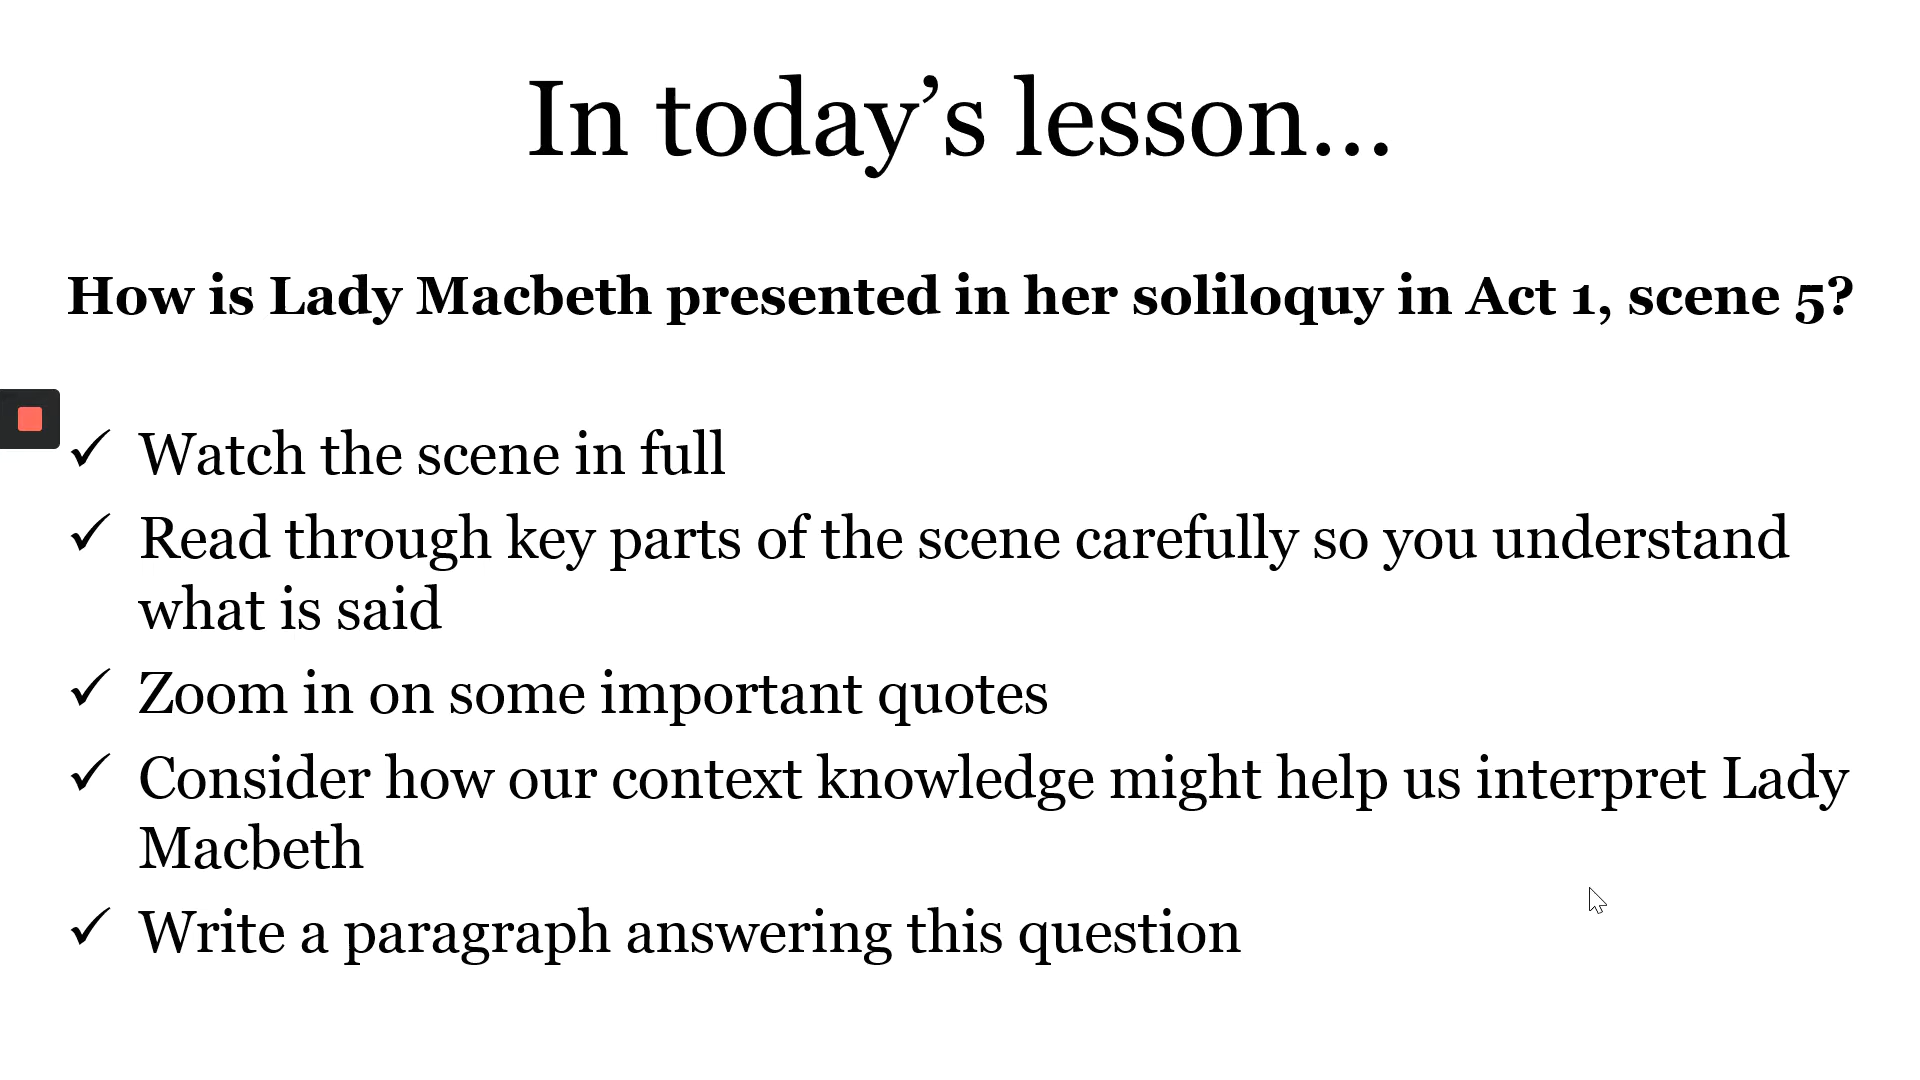 In today’s lesson…
How is Lady Macbeth presented in her soliloquy in Act 1, scene 5?
✓ Watch the scene in full
✓ Read through key parts of the scene carefully so you understand
what is said
✓ Zoom in on some important quotes
✓ Consider how our context knowledge might help us interpret Lady
Macbeth
✓ Write a paragraph answering this question